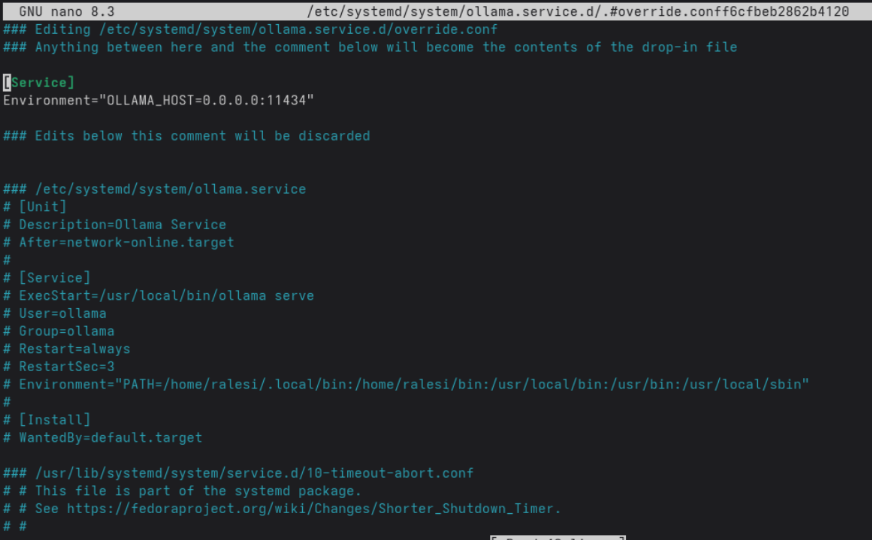 GNU nano 8.3 /etc/systemd/system/ollama.service.d/.#override.conff6cfbeb2862b4120
### Editing /etc/systemd/system/ollama.service.d/override.conf
### Anything between here and the comment below will become the contents of the drop-in file
[Service]
Environment="OLLAMA_HOST=0.0.0.0:11434"
### Edits below this comment will be discarded
### /etc/systemd/system/ollama.service
# [Unit]
# Description=Ollama Service
# After=network-online.target
#
# [Service]
# ExecStart=/usr/local/bin/ollama serve
# User=ollama
# Group=ollama
# Restart=always
# RestartSec=3
# Environment="PATH=/home/ralesi/.local/bin:/home/ralesi/bin:/usr/local/bin:/usr/bin:/usr/local/sbin"
#
# [Install]
# WantedBy=default.target
### /usr/lib/systemd/system/service.d/10-timeout-abort.conf
# # This file is part of the systemd package.
# # See https://fedoraproject.org/wiki/Changes/Shorter_Shutdown_Timer.
# #